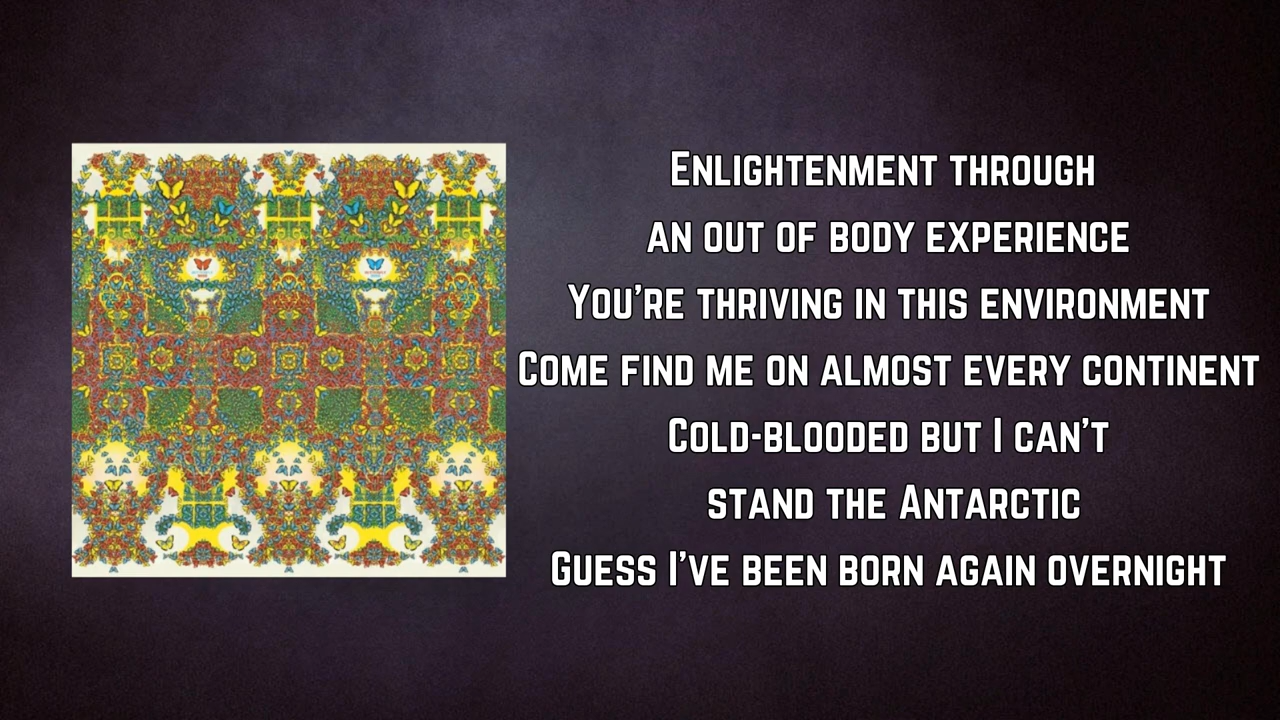 Enlightenment through
an out of body experience
You're thriving in this environment
Come find me on almost every continent
Cold-blooded but I can't
stand the Antarctic
Guess I've been born again overnight